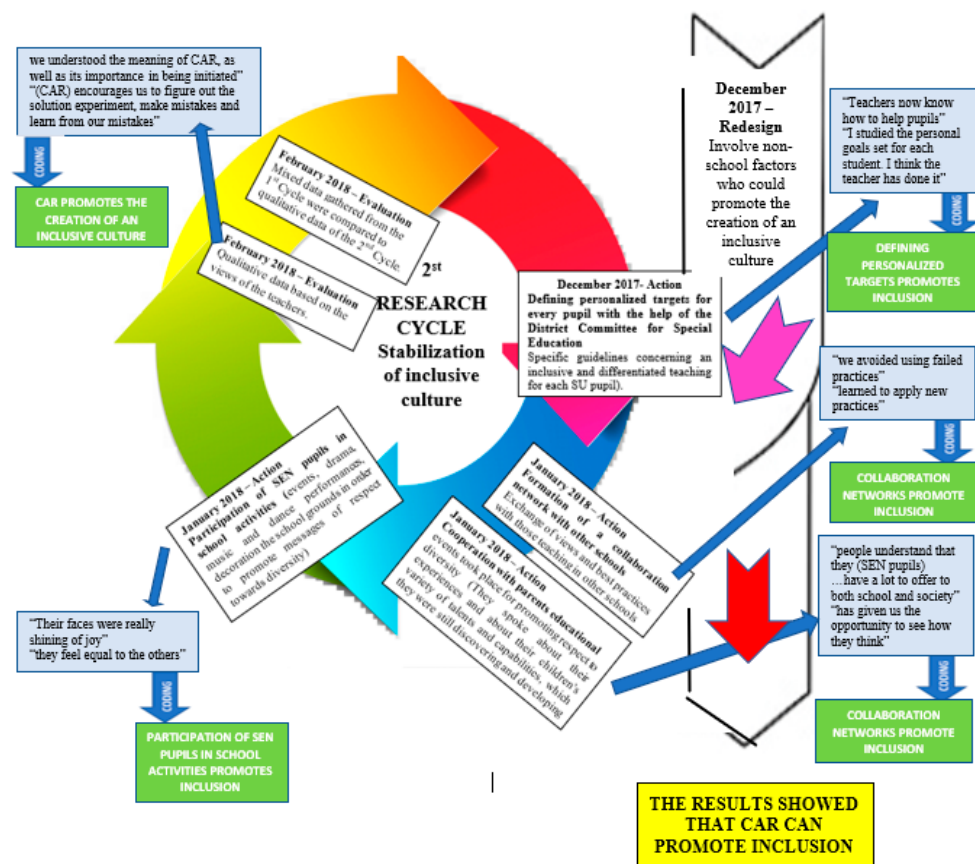 we understood the meaning of CAR, as
well as its importance in being initiated”
“(CAR) encourages us to figure out the
solution experiment, make mistakes and
learn from our mistakes”
CODING
CAR PROMOTES THE
CREATION OF AN
INCLUSIVE CULTURE
February 2018 – Evaluation
Mixed data gathered from the
1st Cycle were compared to
qualitative data of the 2nd Cycle.
February 2018 – Evaluation
Qualitative data based on the
views of the teachers.
2st
RESEARCH
CYCLE
Stabilization
of inclusive
culture
December
2017 –
Redesign
Involve non-
school factors
who could
promote the
creation of an
inclusive
culture
“Teachers now know
how to help pupils”
“I studied the personal
goals set for each
student. I think the
teacher has done it”
CODING
DEFINING
PERSONALIZED
TARGETS PROMOTES
INCLUSION
December 2017- Action
Defining personalized targets for
every pupil with the help of the
District Committee for Special
Education
Specific guidelines concerning an
inclusive and differentiated teaching
for each SU pupil).
“we avoided using failed
practices”
“learned to apply new
practices”
CODING
COLLABORATION
NETWORKS PROMOTE
INCLUSION
January 2018 – Action
Formation of a collaboration
network with other schools
Exchange of views and best practices
with those teaching in other schools
January 2018 – Action
Cooperation with parents educational
events took place for promoting respect to
diversity (They spoke about their
experiences and about their children’s
variety of talents and capabilities, which
they were still discovering and developing
“people understand that
they (SEN pupils)
…have a lot to offer to
both school and society”
“has given us the
opportunity to see how
they think”
CODING
COLLABORATION
NETWORKS PROMOTE
INCLUSION
January 2018 – Action
Participation of SEN pupils in
school activities (events, drama,
music and dance performances,
decoration the school grounds in order
to promote messages of respect
towards diversity)
“Their faces were really
shining of joy”
“they feel equal to the others”
CODING
PARTICIPATION OF SEN
PUPILS IN SCHOOL
ACTIVITIES PROMOTES
INCLUSION
THE RESULTS SHOWED
THAT CAR CAN
PROMOTE INCLUSION